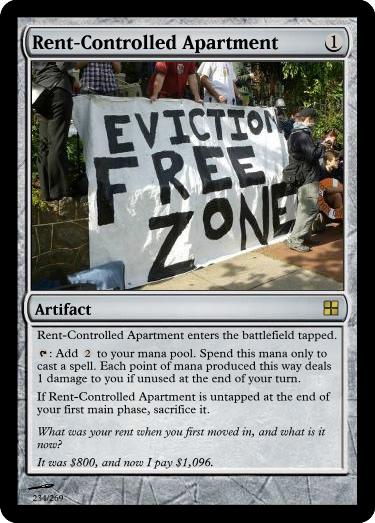 Rent-Controlled Apartment 1
EVICTION
FREE
ZONE
Artifact
Rent-Controlled Apartment enters the battlefield tapped.
: Add 2 to your mana pool. Spend this mana only to
cast a spell. Each point of mana produced this way deals
1 damage to you if unused at the end of your turn.
If Rent-Controlled Apartment is untapped at the end of
your first main phase, sacrifice it.
What was your rent when you first moved in, and what is it
now?
It was $800, and now I pay $1,096.
234/269